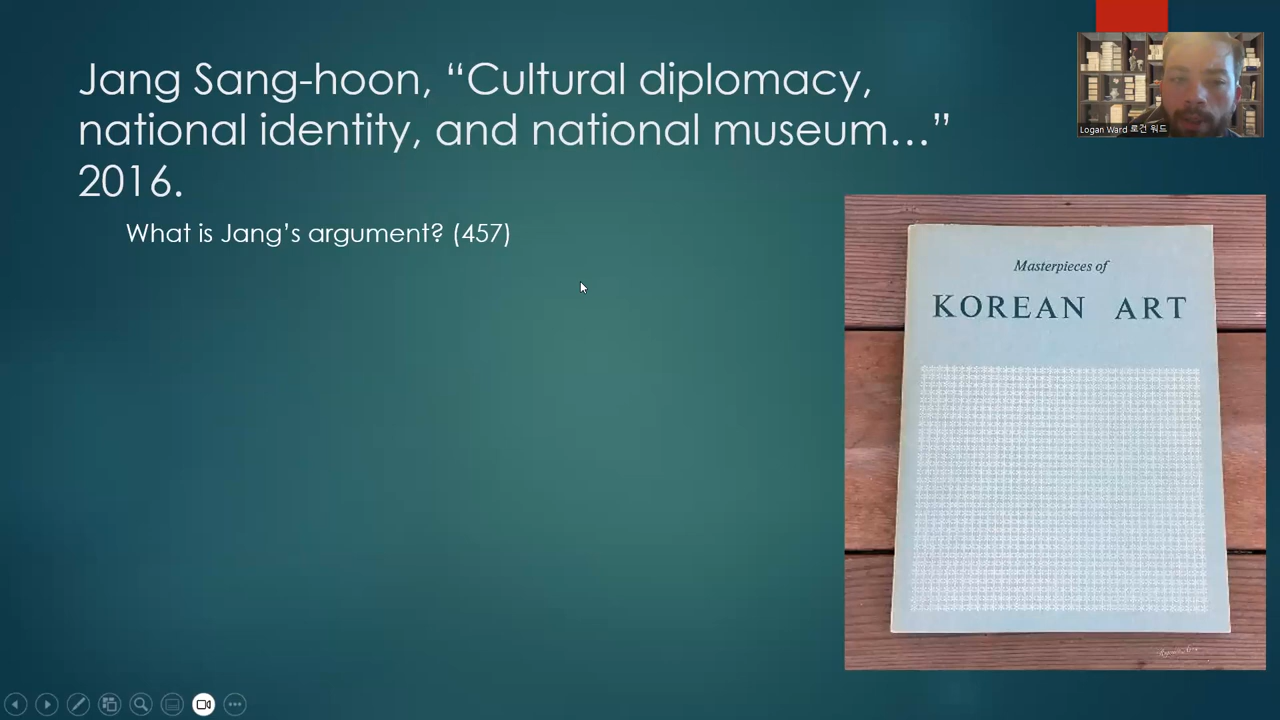 Jang Sang-hoon, “Cultural diplomacy,
national identity, and national museum…”
2016.
What is Jang’s argument? (457)
Logan Ward 로건 워드
Masterpieces of
KOREAN ART